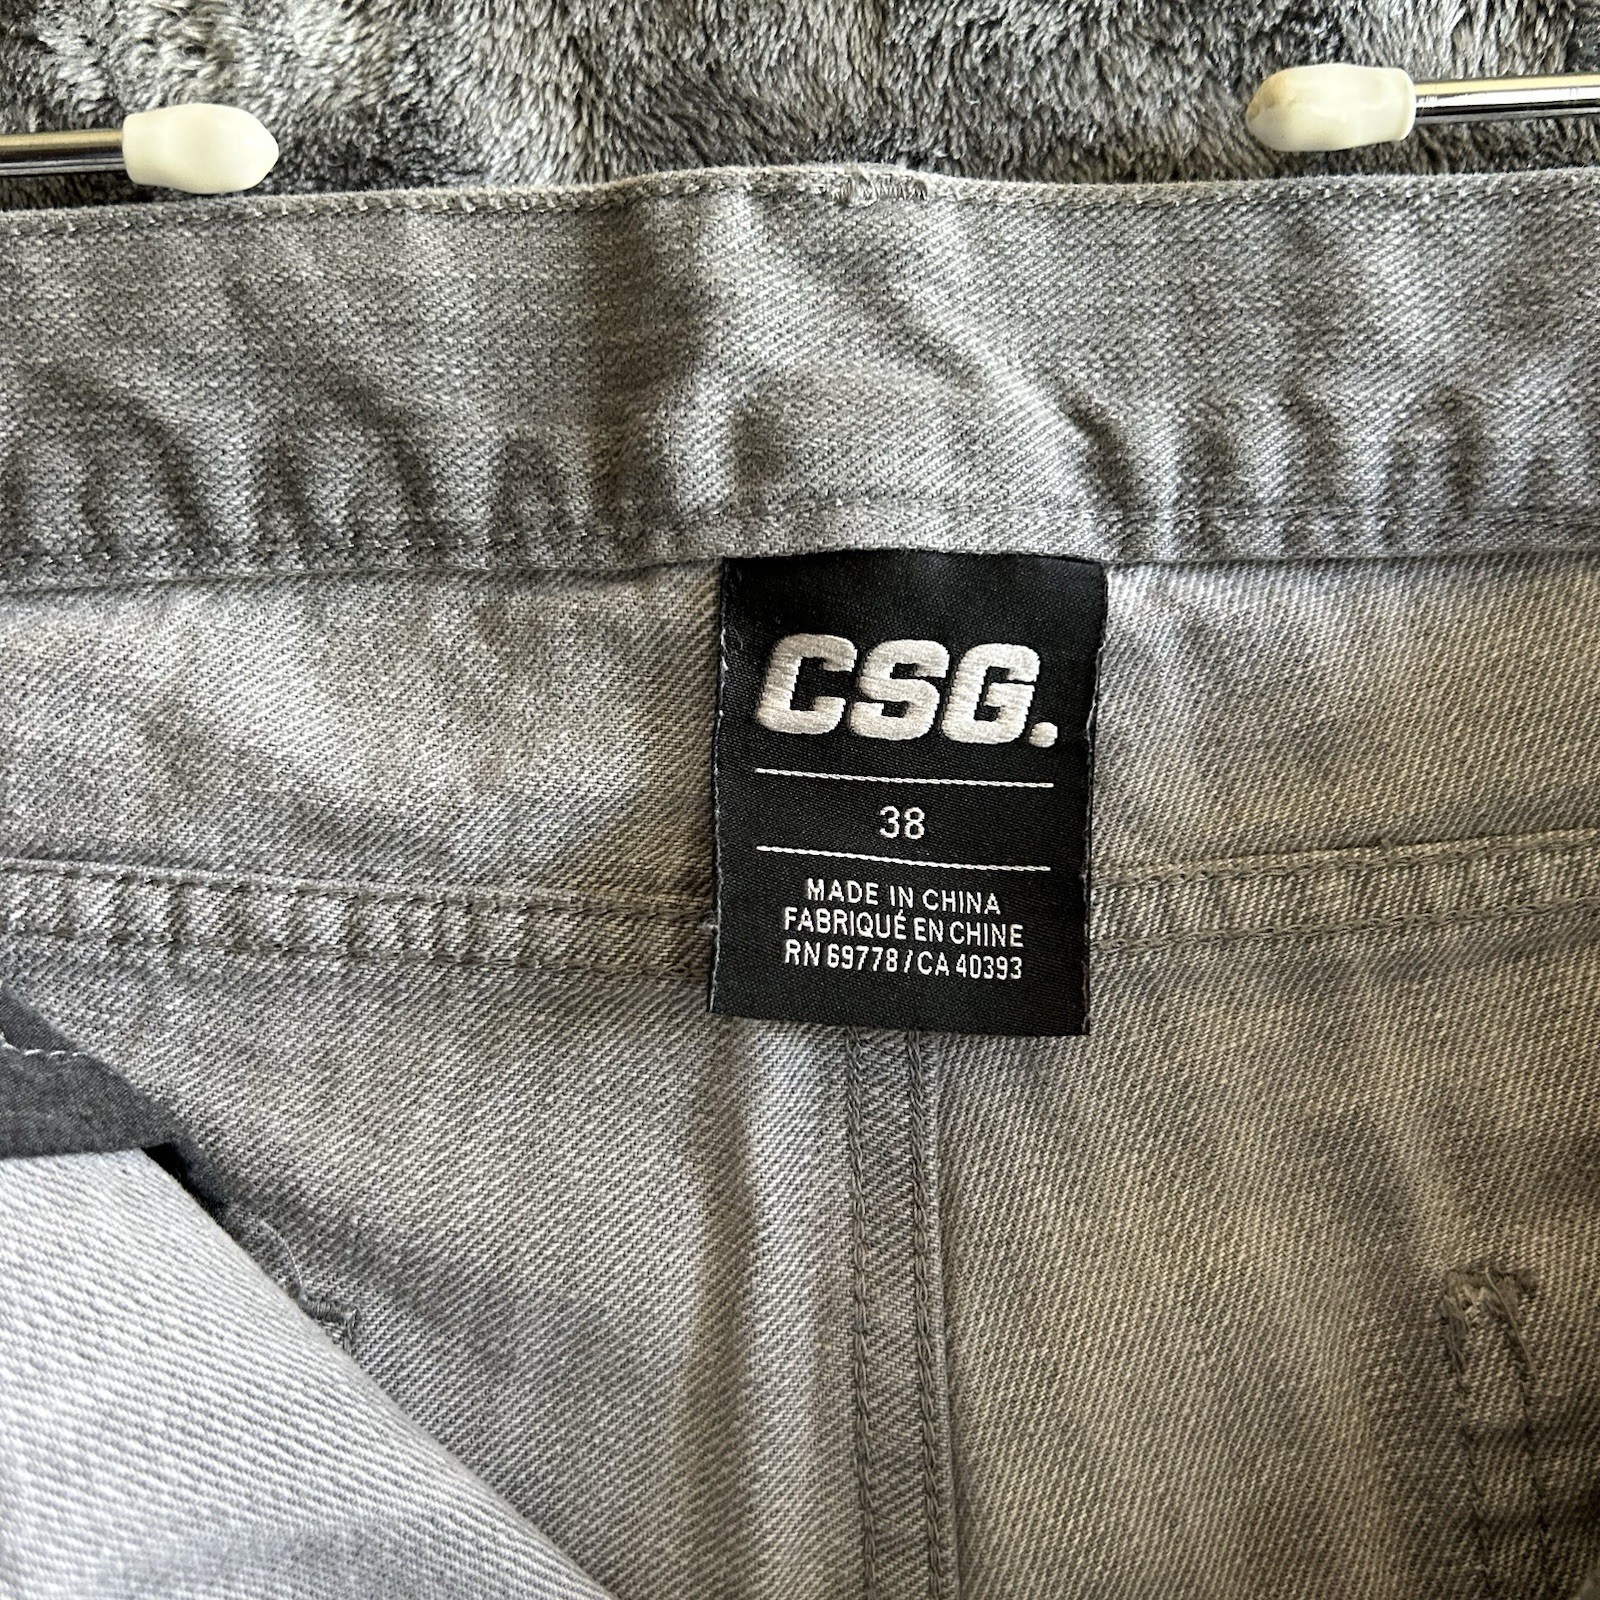 CSG.
38
MADE IN CHINA
FABRIQUÉ EN CHINE
RN 69778 / CA 40393